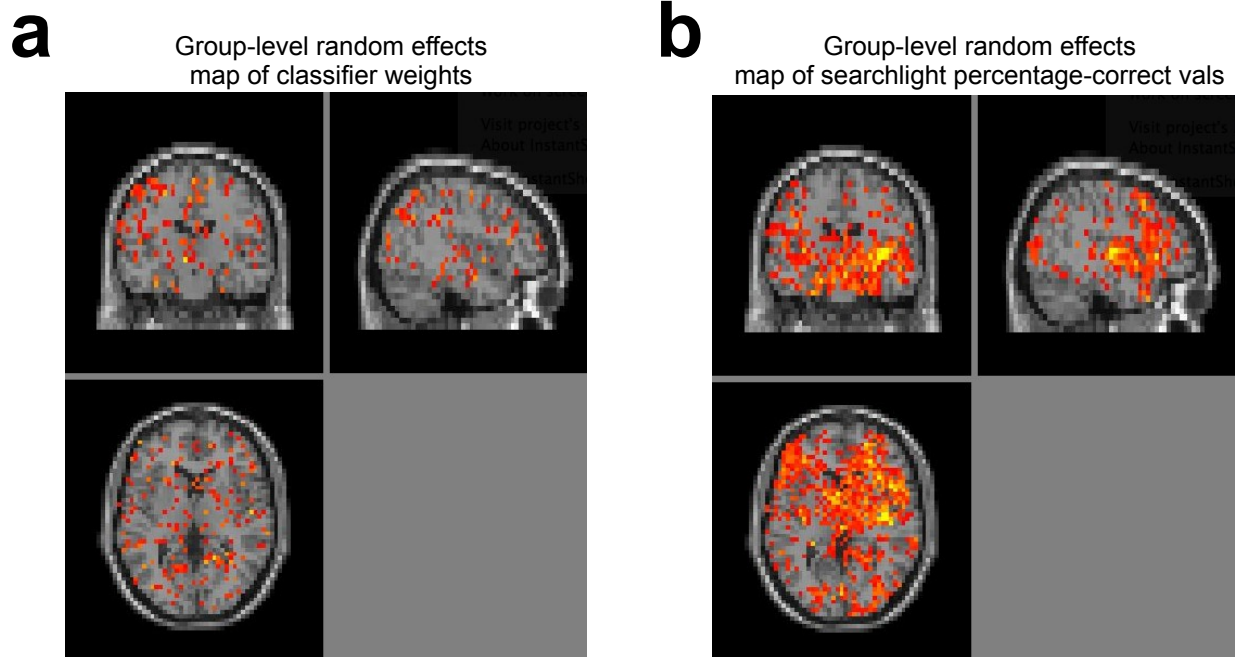 a
Group-level random effects
map of classifier weights
b
Group-level random effects
map of searchlight percentage-correct vals
Visit project's
About InstantS
Visit project's
About InstantS